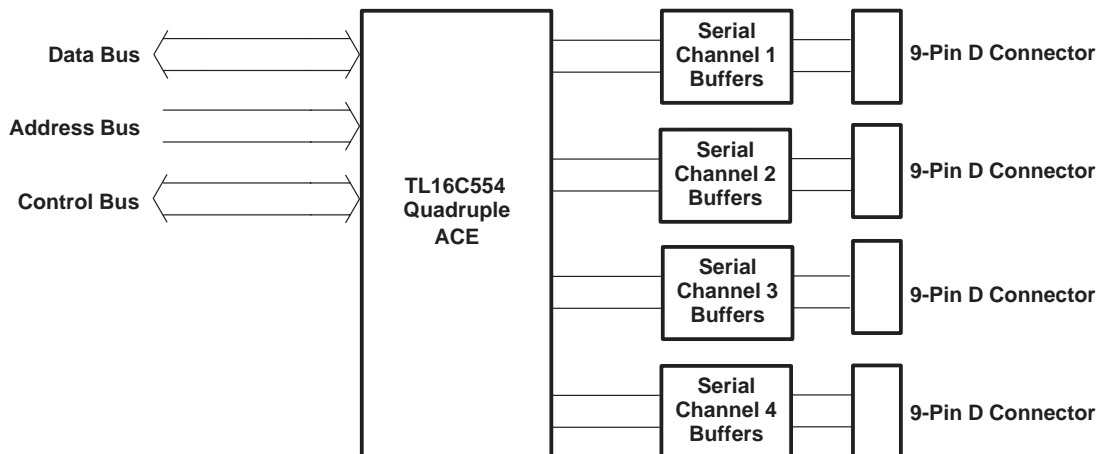 Data Bus
Address Bus
Control Bus
TL16C554
Quadruple
ACE
Serial
Channel 1
Buffers
9-Pin D Connector
Serial
Channel 2
Buffers
9-Pin D Connector
Serial
Channel 3
Buffers
9-Pin D Connector
Serial
Channel 4
Buffers
9-Pin D Connector